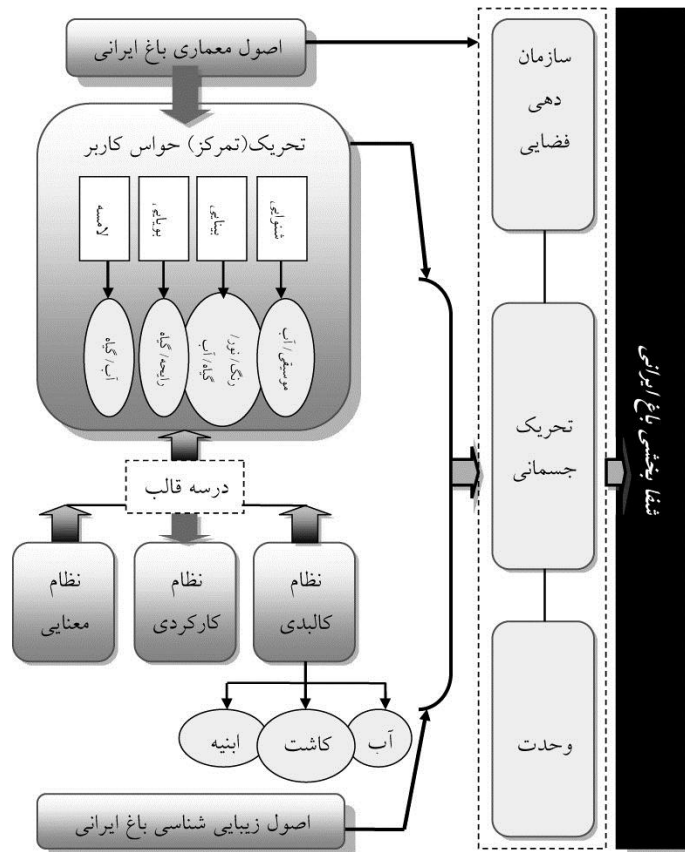 اصول معماری باغ ایرانی
تحریک(تمرکز) حواس کاربر
شنوایی
بینایی
بویایی
لامسه
موسیقی/آب
رنگ/نور/
گیاه/آب
رایحه/گیاه
آب/گیاه
درسه قالب
نظام
کالبدی
نظام
کارکردی
نظام
معنایی
آب
کاشت
ابنیه
اصول زیبایی شناسی باغ ایرانی
سازمان
دهی
فضایی
تحریک
جسمانی
وحدت
شفا بخشی باغ ایرانی